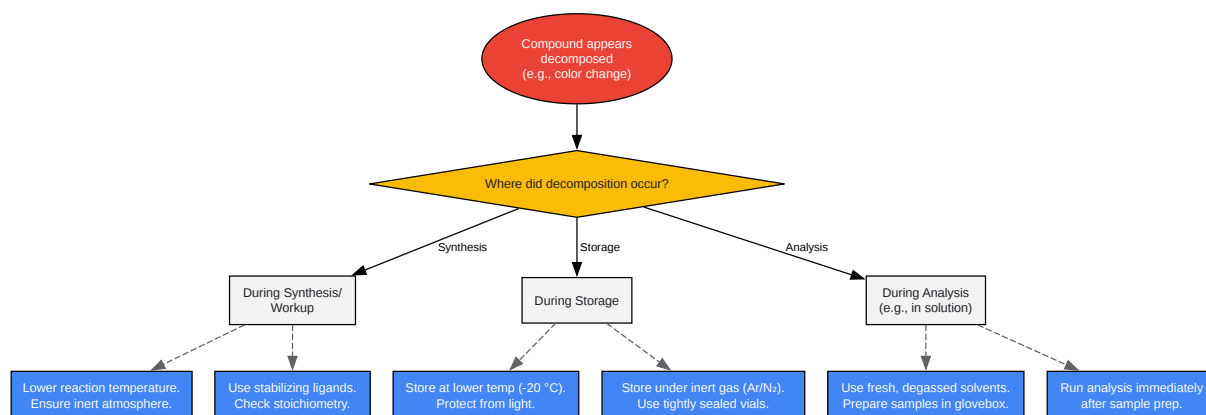 Compound appears
decomposed
(e.g., color change)
Where did decomposition occur?
Synthesis
Storage
Analysis
During Synthesis/
Workup
During Storage
During Analysis
(e.g., in solution)
Lower reaction temperature.
Ensure inert atmosphere.
Use stabilizing ligands.
Check stoichiometry.
Store at lower temp (-20 °C).
Protect from light.
Store under inert gas (Ar/N₂).
Use tightly sealed vials.
Use fresh, degassed solvents.
Prepare samples in glovebox.
Run analysis immediately
after sample prep.